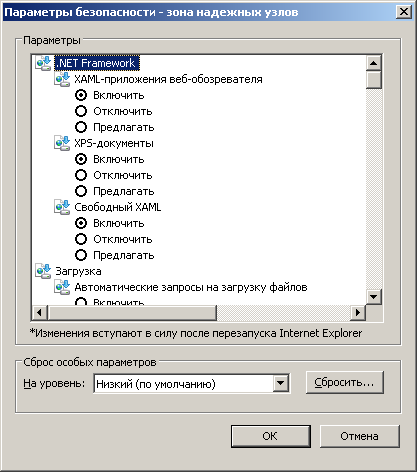 Параметры безопасности - зона надежных узлов
Параметры
.NET Framework
XAML-приложения веб-обозревателя
Включить
Отключить
Предлагать
XPS-документы
Включить
Отключить
Предлагать
Свободный XAML
Включить
Отключить
Предлагать
Загрузка
Автоматические запросы на загрузку файлов
Включить
*Изменения вступают в силу после перезапуска Internet Explorer
Сброс особых параметров
На уровень: Низкий (по умолчанию) Сбросить...
OK Отмена